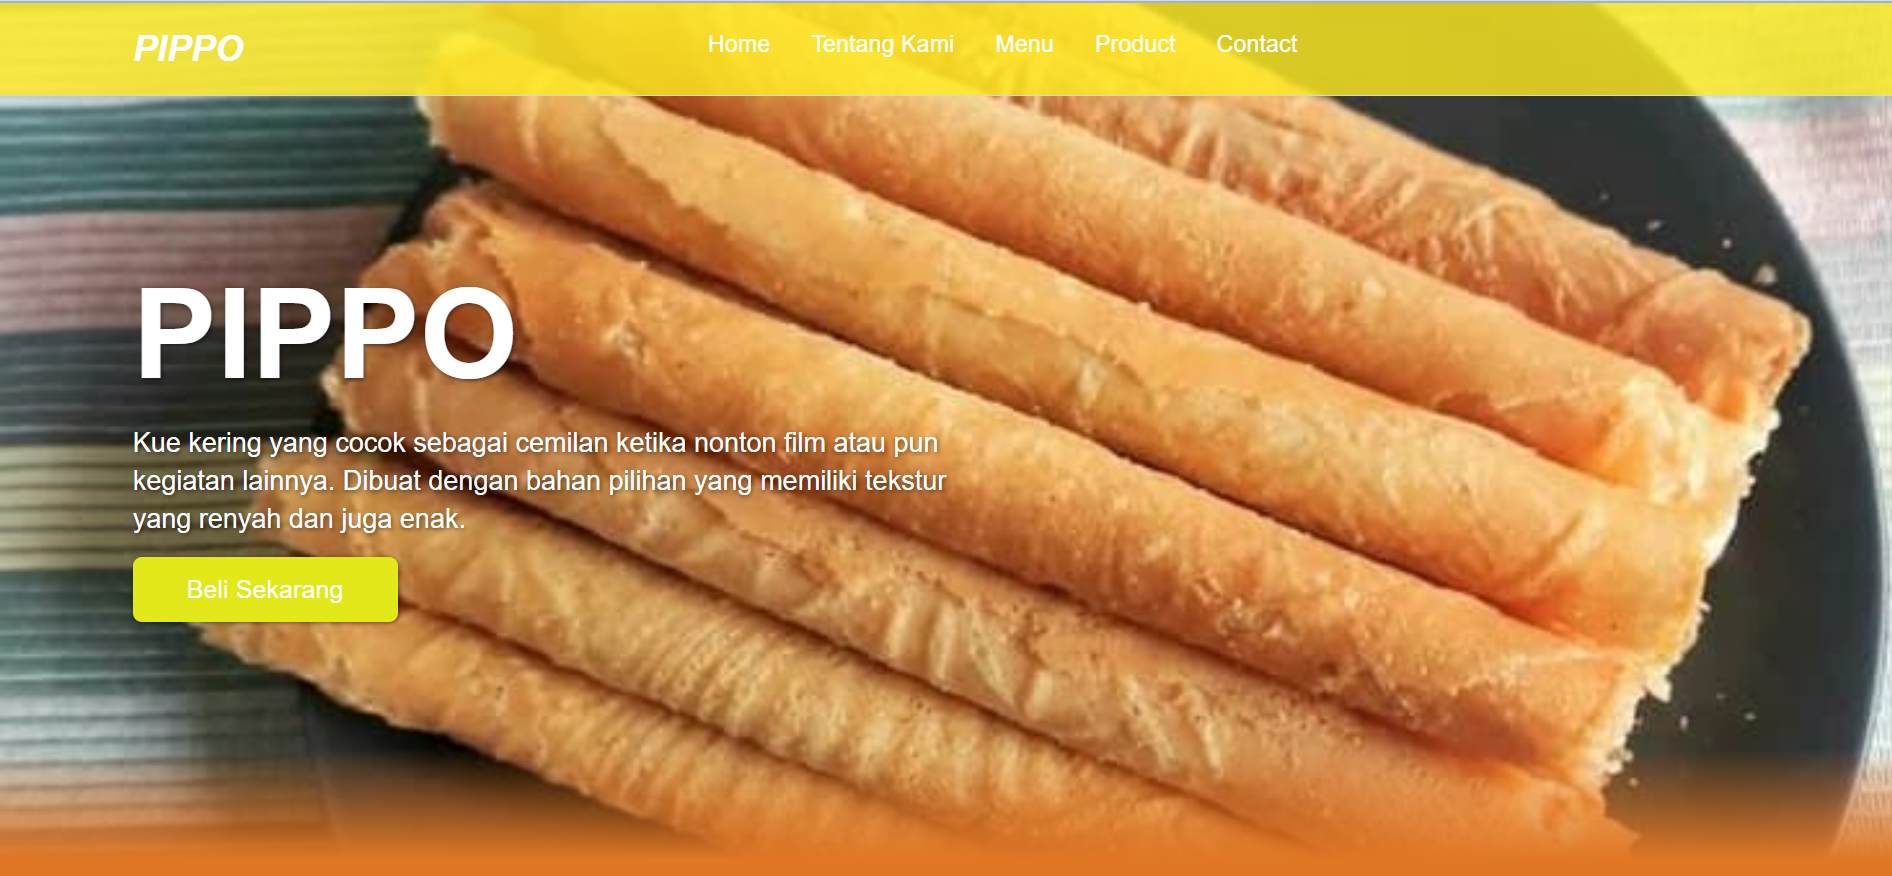 PIPPO
Home Tentang Kami Menu Product Contact
PIPPO
Kue kering yang cocok sebagai cemilan ketika nonton film atau pun
kegiatan lainnya. Dibuat dengan bahan pilihan yang memiliki tekstur
yang renyah dan juga enak.
Beli Sekarang